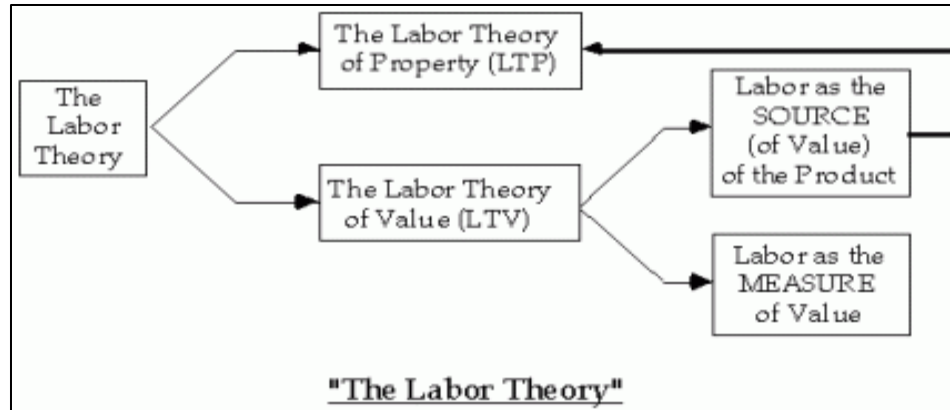 The
Labor
Theory
The Labor Theory
of Property (LTP)
The Labor Theory
of Value (LTV)
Labor as the
SOURCE
(of Value)
of the Product
Labor as the
MEASURE
of Value
"The Labor Theory"